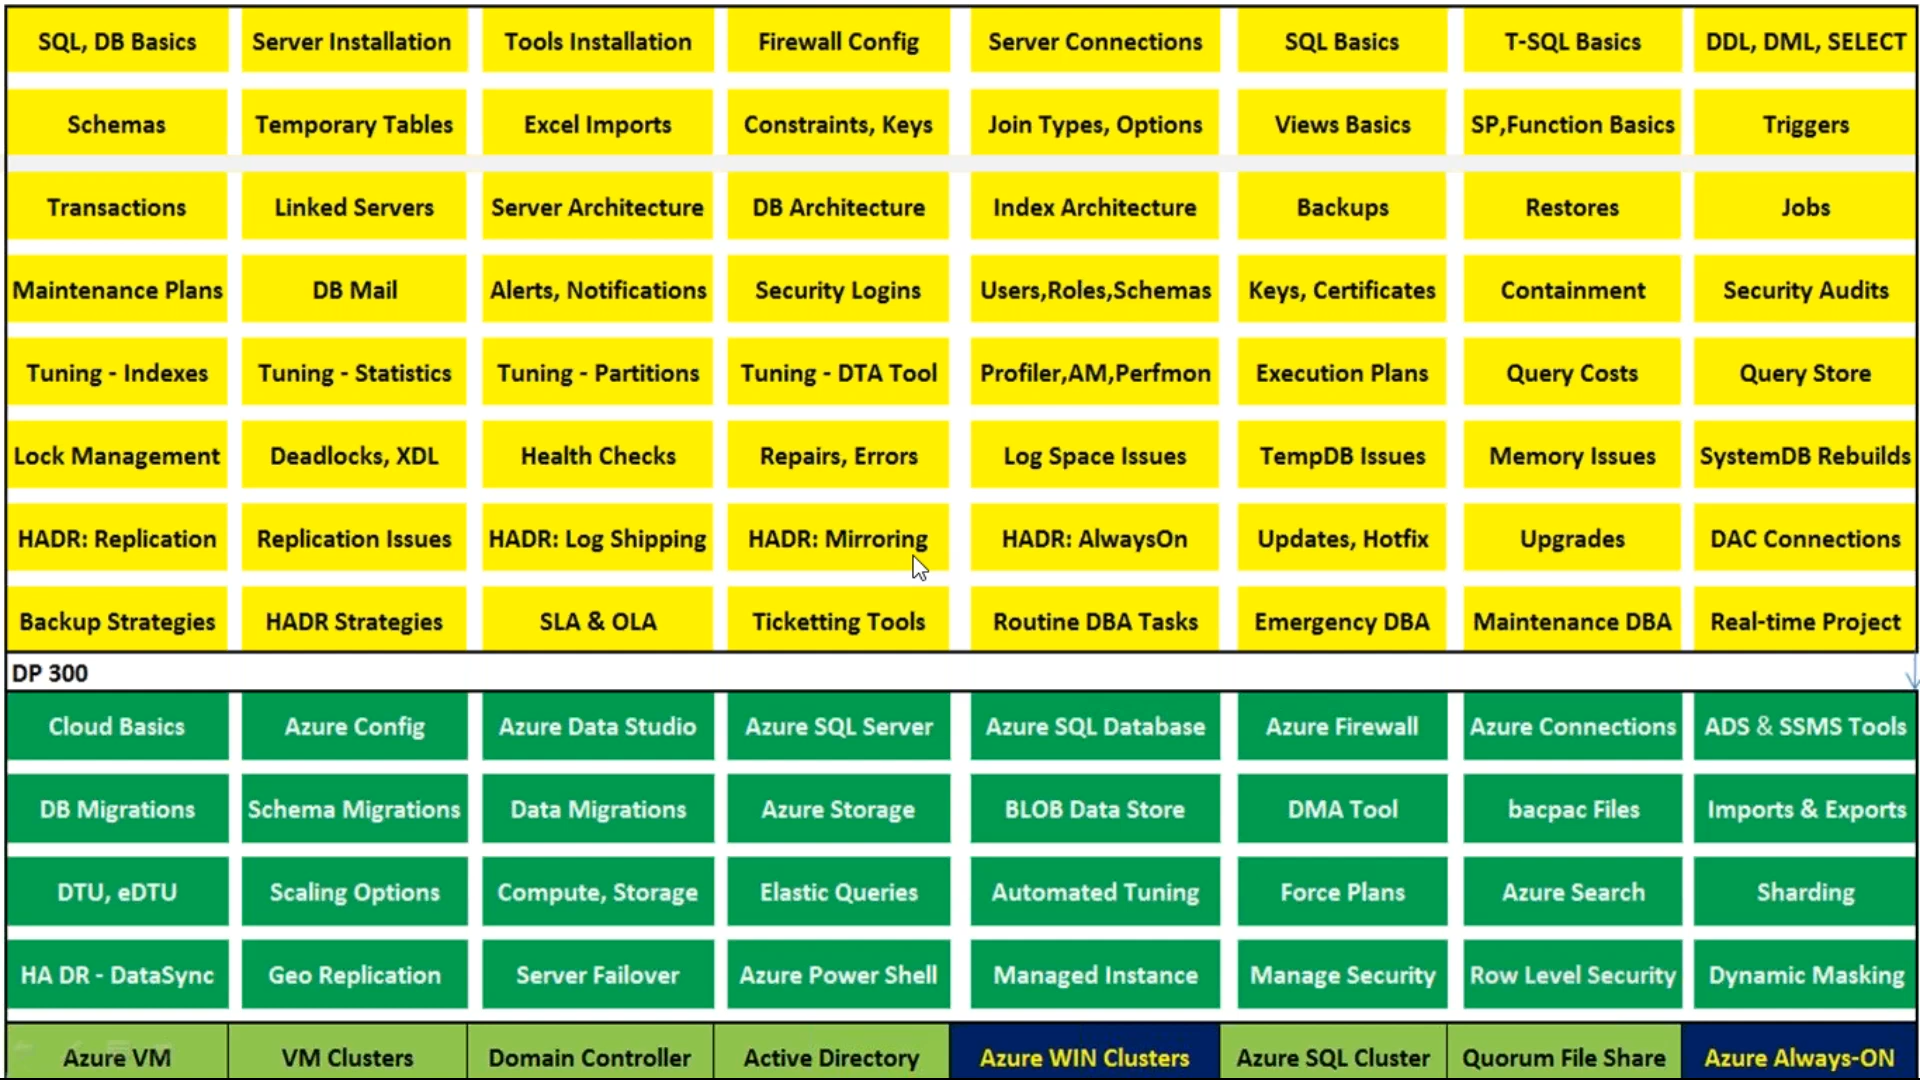 SQL, DB Basics Server Installation Tools Installation Firewall Config Server Connections SQL Basics T-SQL Basics DDL, DML, SELECT
Schemas Temporary Tables Excel Imports Constraints, Keys Join Types, Options Views Basics SP,Function Basics Triggers
Transactions Linked Servers Server Architecture DB Architecture Index Architecture Backups Restores Jobs
Maintenance Plans DB Mail Alerts, Notifications Security Logins Users,Roles,Schemas Keys, Certificates Containment Security Audits
Tuning - Indexes Tuning - Statistics Tuning - Partitions Tuning - DTA Tool Profiler,AM,Perfmon Execution Plans Query Costs Query Store
Lock Management Deadlocks, XDL Health Checks Repairs, Errors Log Space Issues TempDB Issues Memory Issues SystemDB Rebuilds
HADR: Replication Replication Issues HADR: Log Shipping HADR: Mirroring HADR: AlwaysOn Updates, Hotfix Upgrades DAC Connections
Backup Strategies HADR Strategies SLA & OLA Ticketting Tools Routine DBA Tasks Emergency DBA Maintenance DBA Real-time Project
DP 300
Cloud Basics Azure Config Azure Data Studio Azure SQL Server Azure SQL Database Azure Firewall Azure Connections ADS & SSMS Tools
DB Migrations Schema Migrations Data Migrations Azure Storage BLOB Data Store DMA Tool bacpac Files Imports & Exports
DTU, eDTU Scaling Options Compute, Storage Elastic Queries Automated Tuning Force Plans Azure Search Sharding
HA DR - DataSync Geo Replication Server Failover Azure Power Shell Managed Instance Manage Security Row Level Security Dynamic Masking
Azure VM VM Clusters Domain Controller Active Directory Azure WIN Clusters Azure SQL Cluster Quorum File Share Azure Always-ON